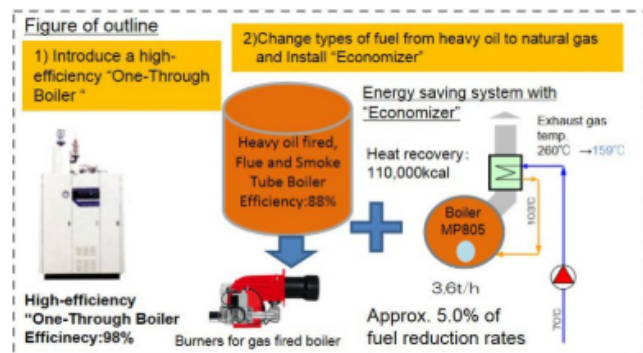 Figure of outline
1) Introduce a high-
efficiency "One-Through
Boiler "
2)Change types of fuel from heavy oil to natural gas
and Install "Economizer"
Heavy oil fired,
Flue and Smoke
Tube Boiler
Efficiency:88%
Energy saving system with
"Economizer"
Exhaust gas
temp.
260℃ →159℃
Heat recovery:
110,000kcal
Boiler
MP805
103℃
70℃
3.6t/h
High-efficiency
"One-Through Boiler
Efficinecy:98%
Burners for gas fired boiler
Approx. 5.0% of
fuel reduction rates